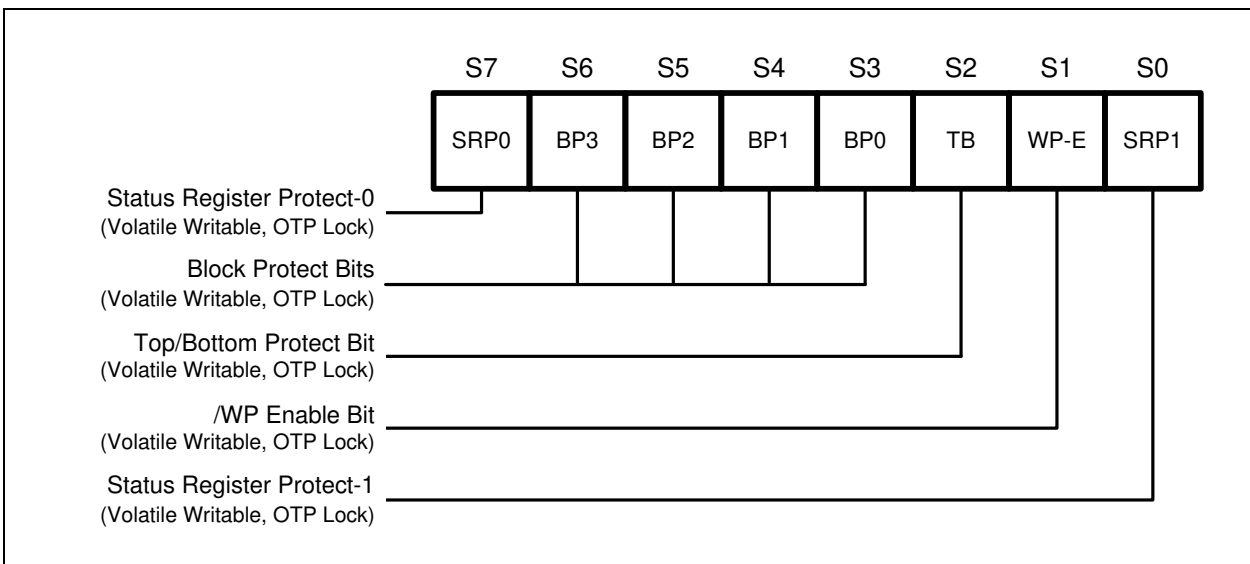 S7 S6 S5 S4 S3 S2 S1 S0
SRP0 BP3 BP2 BP1 BP0 TB WP-E SRP1
Status Register Protect-0
(Volatile Writable, OTP Lock)
Block Protect Bits
(Volatile Writable, OTP Lock)
Top/Bottom Protect Bit
(Volatile Writable, OTP Lock)
/WP Enable Bit
(Volatile Writable, OTP Lock)
Status Register Protect-1
(Volatile Writable, OTP Lock)